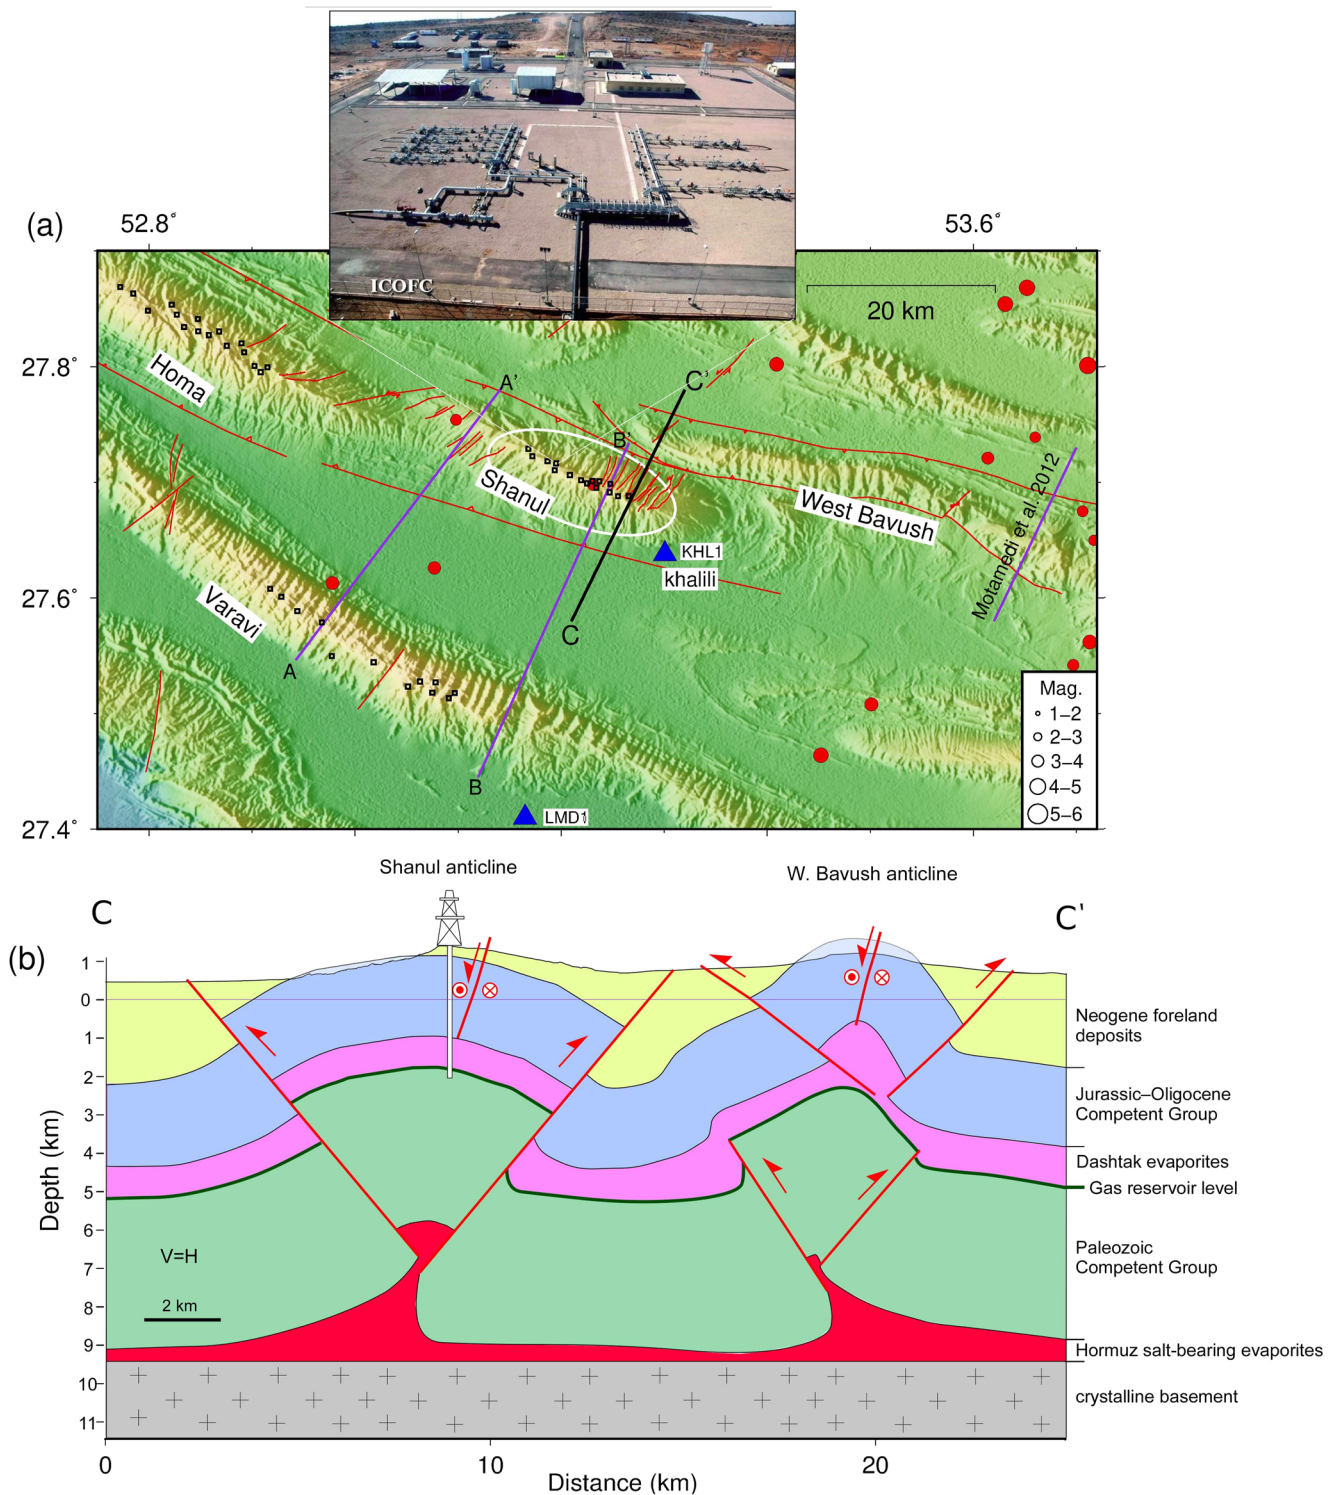 ICOFC
(a)
52.8°
53.6°
20 km
27.8°
27.6°
27.4°
Homa
Shanul
West Bavush
Varavi
A'
C'
B'
KHL1
khalili
C
A
B
LMD1
Motamedi et al. 2012
Mag.
1–2
2–3
3–4
4–5
5–6
Shanul anticline
W. Bavush anticline
C
C'
(b)
Depth (km)
1
0
1
2
3
4
5
6
7
8
9
10
11
V=H
2 km
Neogene foreland
deposits
Jurassic–Oligocene
Competent Group
Dashtak evaporites
Gas reservoir level
Paleozoic
Competent Group
Hormuz salt-bearing evaporites
crystalline basement
0
10
20
Distance (km)